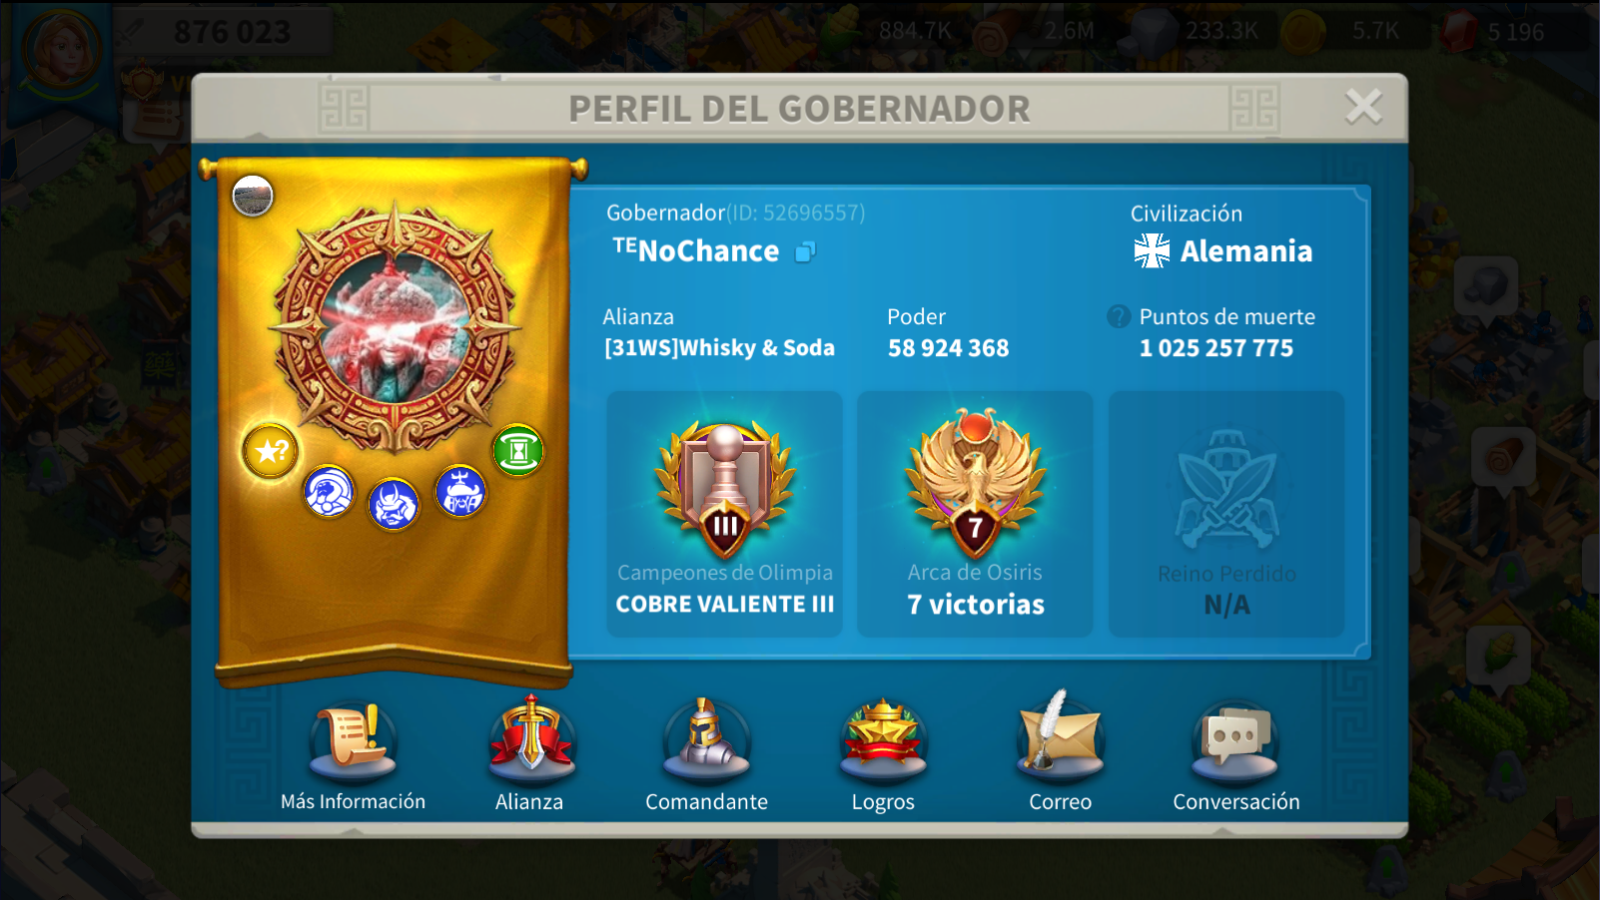 876 023
884.7K
2.6M
233.3K
5.7K
5 196
PERFIL DEL GOBERNADOR
Gobernador(ID: 52696557)
Civilización
TENoChance
Alemania
Alianza
Poder
? Puntos de muerte
[31WS]Whisky & Soda
58 924 368
1 025 257 775
?
III
7
Campeones de Olimpia
Arca de Osiris
Reino Perdido
COBRE VALIENTE III
7 victorias
N/A
Más Información
Alianza
Comandante
Logros
Correo
Conversación